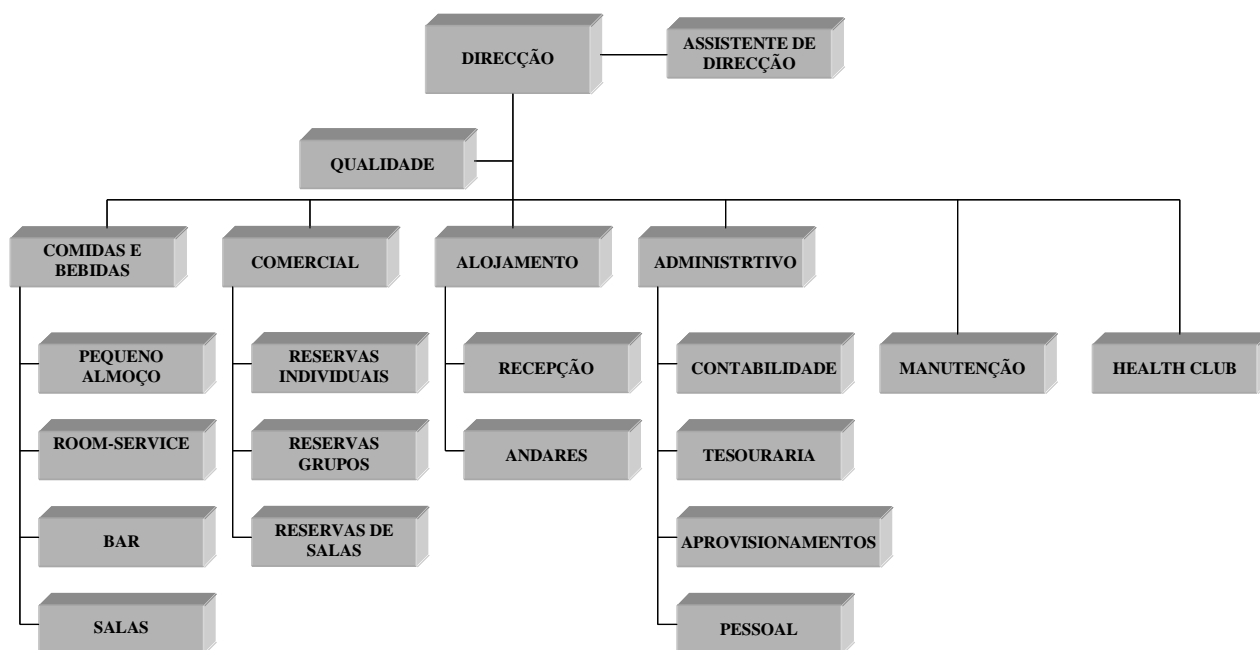 DIRECÇÃO
ASSISTENTE DE
DIRECÇÃO
QUALIDADE
COMIDAS E
BEBIDAS
COMERCIAL
ALOJAMENTO
ADMINISTRTIVO
PEQUENO
ALMOÇO
RESERVAS
INDIVIDUAIS
RECEPÇÃO
CONTABILIDADE
MANUTENÇÃO
HEALTH CLUB
ROOM-SERVICE
RESERVAS
GRUPOS
ANDARES
TESOURARIA
BAR
RESERVAS DE
SALAS
APROVISIONAMENTOS
SALAS
PESSOAL